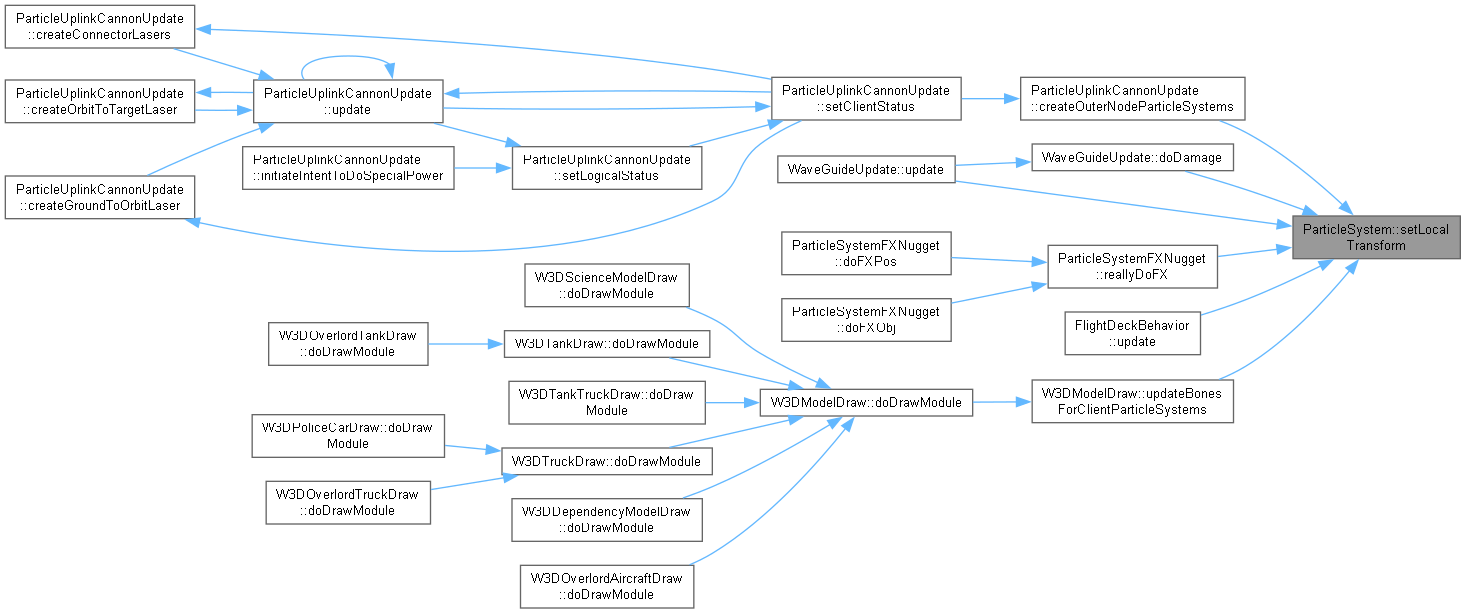 ParticleUplinkCannonUpdate
::createConnectorLasers
ParticleUplinkCannonUpdate
::createOrbitToTargetLaser
ParticleUplinkCannonUpdate
::createGroundToOrbitLaser
ParticleUplinkCannonUpdate
::update
ParticleUplinkCannonUpdate
::initiateIntentToDoSpecialPower
ParticleUplinkCannonUpdate
::setLogicalStatus
ParticleUplinkCannonUpdate
::setClientStatus
ParticleUplinkCannonUpdate
::createOuterNodeParticleSystems
WaveGuideUpdate::update
WaveGuideUpdate::doDamage
ParticleSystem::setLocal
Transform
ParticleSystemFXNugget
::doFXPos
ParticleSystemFXNugget
::reallyDoFX
ParticleSystemFXNugget
::doFXObj
FlightDeckBehavior
::update
W3DScienceModelDraw
::doDrawModule
W3DOverlordTankDraw
::doDrawModule
W3DTankDraw::doDrawModule
W3DTankTruckDraw::doDraw
Module
W3DModelDraw::doDrawModule
W3DModelDraw::updateBones
ForClientParticleSystems
W3DPoliceCarDraw::doDraw
Module
W3DTruckDraw::doDrawModule
W3DOverlordTruckDraw
::doDrawModule
W3DDependencyModelDraw
::doDrawModule
W3DOverlordAircraftDraw
::doDrawModule